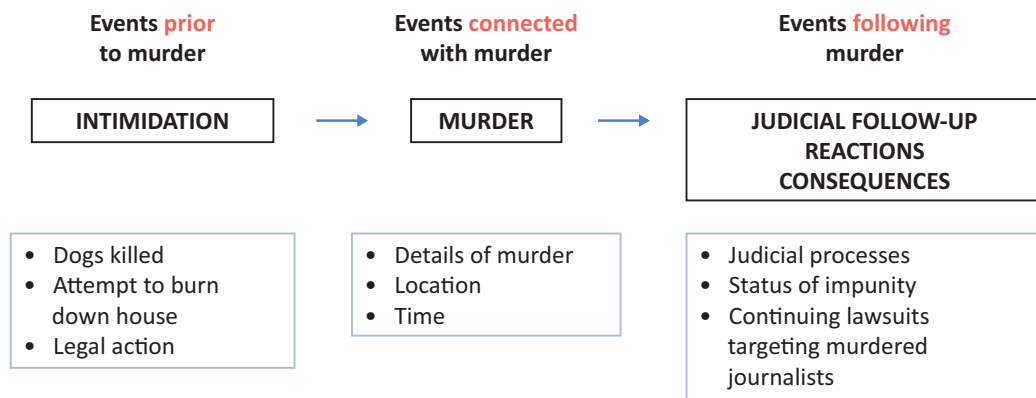 Events prior
to murder
Events connected
with murder
Events following
murder
INTIMIDATION
MURDER
JUDICIAL FOLLOW-UP
REACTIONS
CONSEQUENCES
• Dogs killed
• Attempt to burn
down house
• Legal action
• Details of murder
• Location
• Time
• Judicial processes
• Status of impunity
• Continuing lawsuits
targeting murdered
journalists